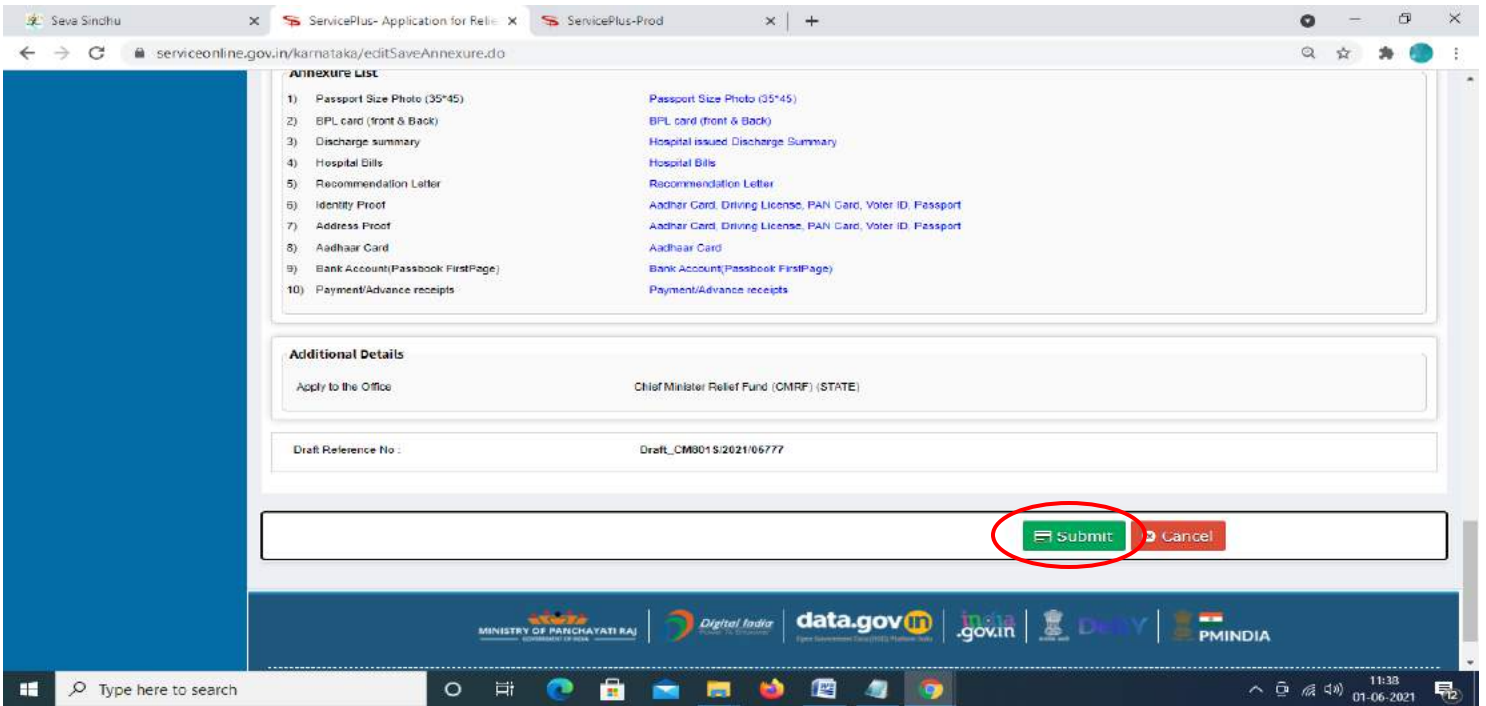 Seva Sindhu
ServicePlus- Application for Relie
ServicePlus-Prod
serviceonline.gov.in/karnataka/editSaveAnnexure.do
Annexure List
1) Passport Size Photo (35*45) Passport Size Photo (35*45)
2) BPL card (front & Back) BPL card (front & Back)
3) Discharge summary Hospital issued Discharge Summary
4) Hospital Bills Hospital Bills
5) Recommendation Letter Recommendation Letter
6) Identity Proof Aadhar Card, Driving License, PAN Card, Voter ID, Passport
7) Address Proof Aadhar Card, Driving License, PAN Card, Voter ID, Passport
8) Aadhaar Card Aadhaar Card
9) Bank Account(Passbook FirstPage) Bank Account(Passbook FirstPage)
10) Payment/Advance receipts Payment/Advance receipts
Additional Details
Apply to the Office Chief Minister Relief Fund (CMRF) (STATE)
Draft Reference No : Draft_CM801S/2021/05777
Submit Cancel
MINISTRY OF PANCHAYATI RAJ
Digital India
data.gov in
india
.gov.in
DeitY
PMINDIA
Type here to search
11:38
01-06-2021
12